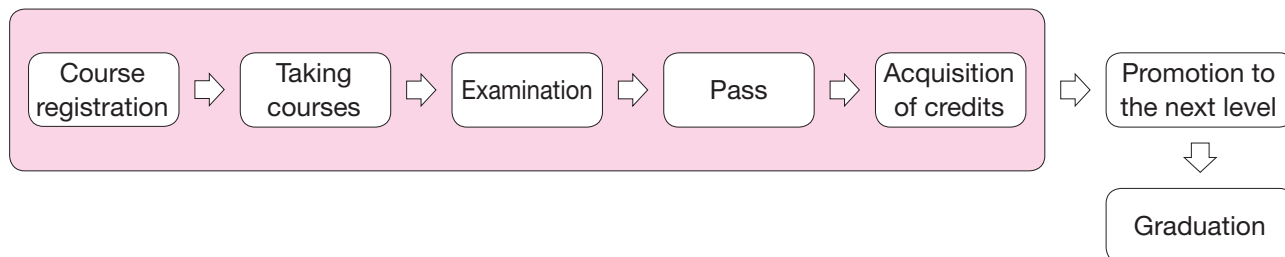 Course
registration
Taking
courses
Examination
Pass
Acquisition
of credits
Promotion to
the next level
Graduation